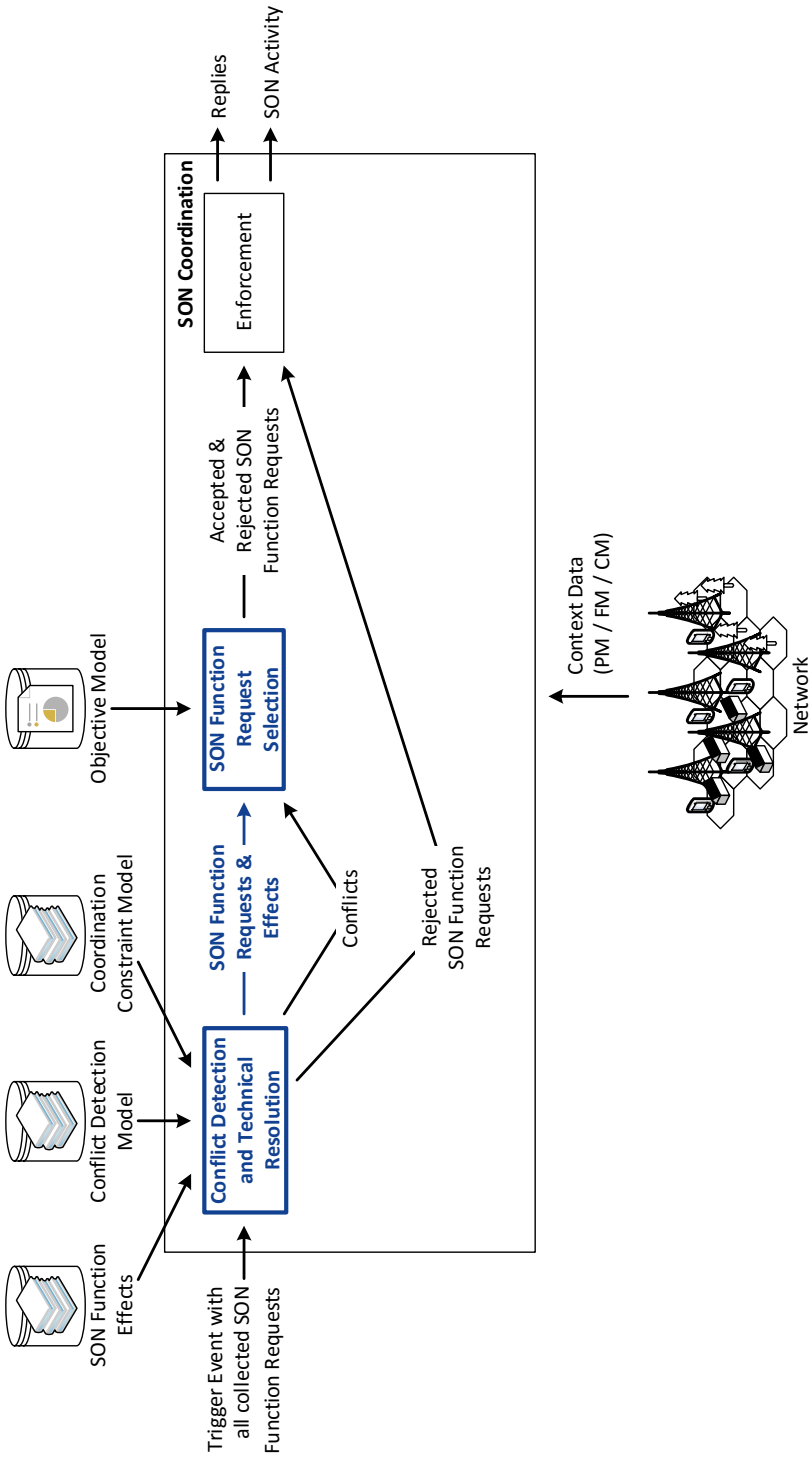 SON Function
Effects
Conflict Detection
Model
Coordination
Constraint Model
Objective Model
SON Coordination
Trigger Event with
all collected SON
Function Requests
Conflict Detection
and Technical
Resolution
SON Function
Requests &
Effects
Conflicts
Rejected
SON Function
Requests
SON Function
Request
Selection
Accepted &
Rejected SON
Function Requests
Enforcement
Replies
SON Activity
Context Data
(PM / FM / CM)
Network